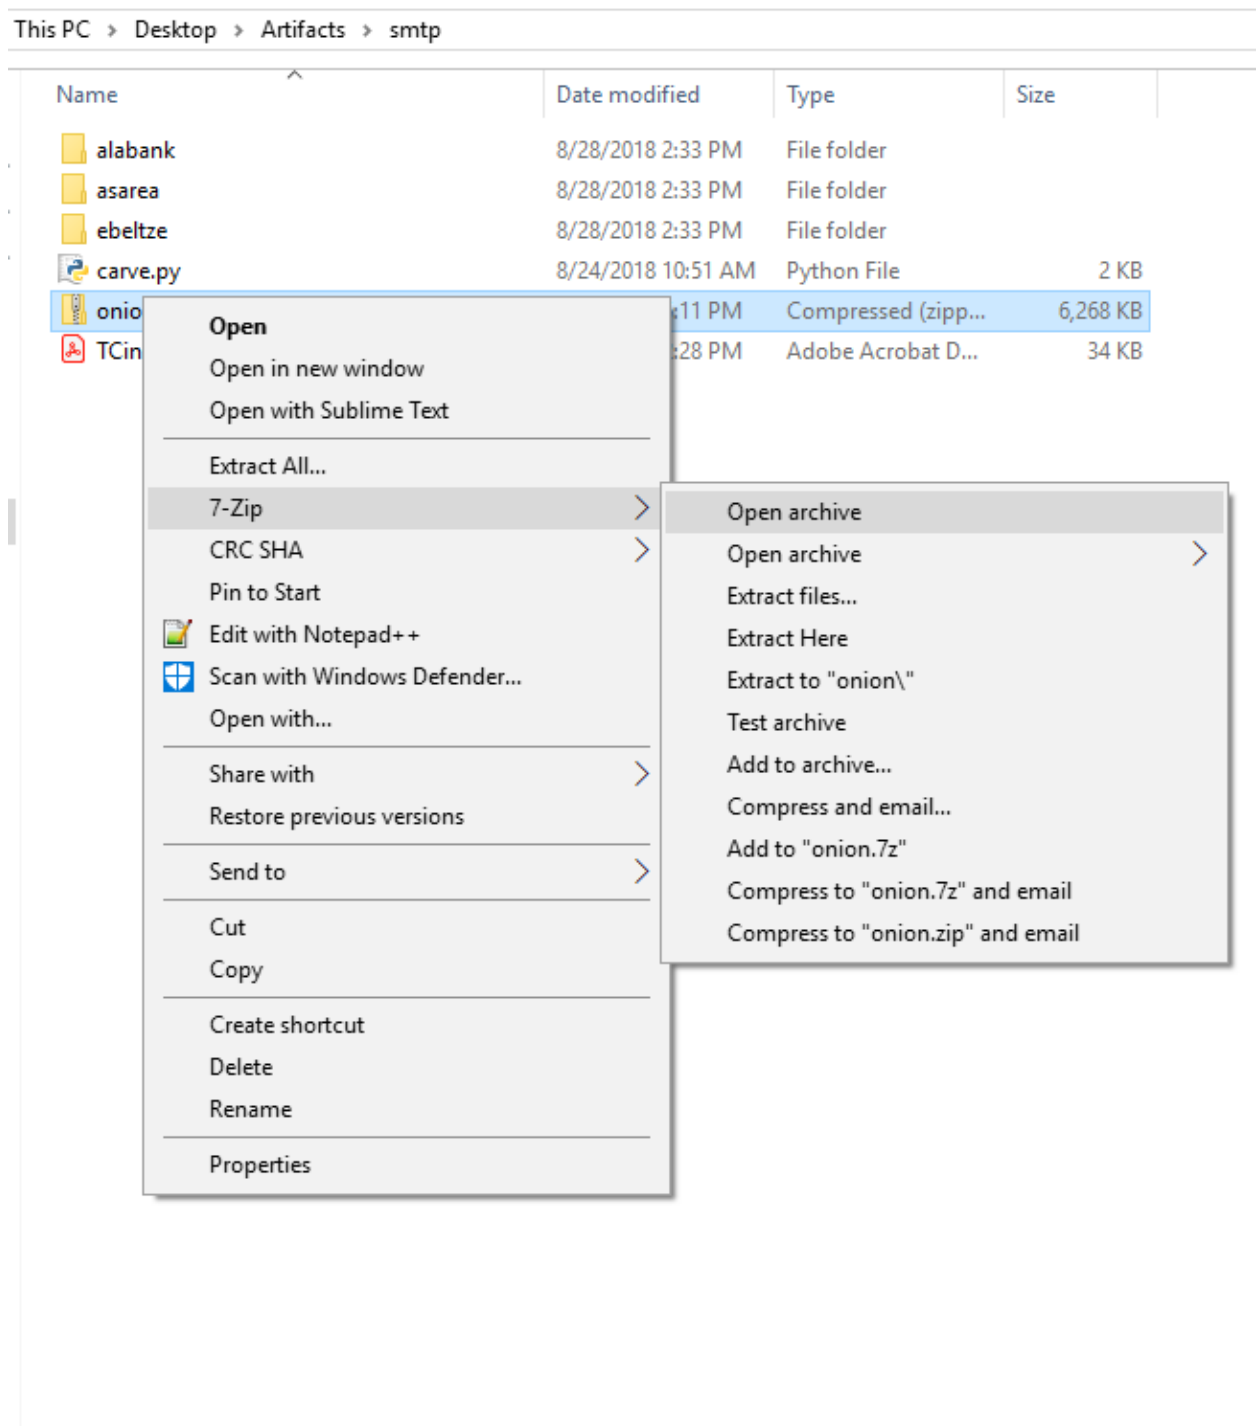 This PC > Desktop > Artifacts > smtp
Name Date modified Type Size
alabank 8/28/2018 2:33 PM File folder
asarea 8/28/2018 2:33 PM File folder
ebeltze 8/28/2018 2:33 PM File folder
carve.py 8/24/2018 10:51 AM Python File 2 KB
onio :11 PM Compressed (zipp... 6,268 KB
TCin :28 PM Adobe Acrobat D... 34 KB
Open
Open in new window
Open with Sublime Text
Extract All...
7-Zip
CRC SHA
Pin to Start
Edit with Notepad++
Scan with Windows Defender...
Open with...
Share with
Restore previous versions
Send to
Cut
Copy
Create shortcut
Delete
Rename
Properties
Open archive
Open archive
Extract files...
Extract Here
Extract to "onion\"
Test archive
Add to archive...
Compress and email...
Add to "onion.7z"
Compress to "onion.7z" and email
Compress to "onion.zip" and email